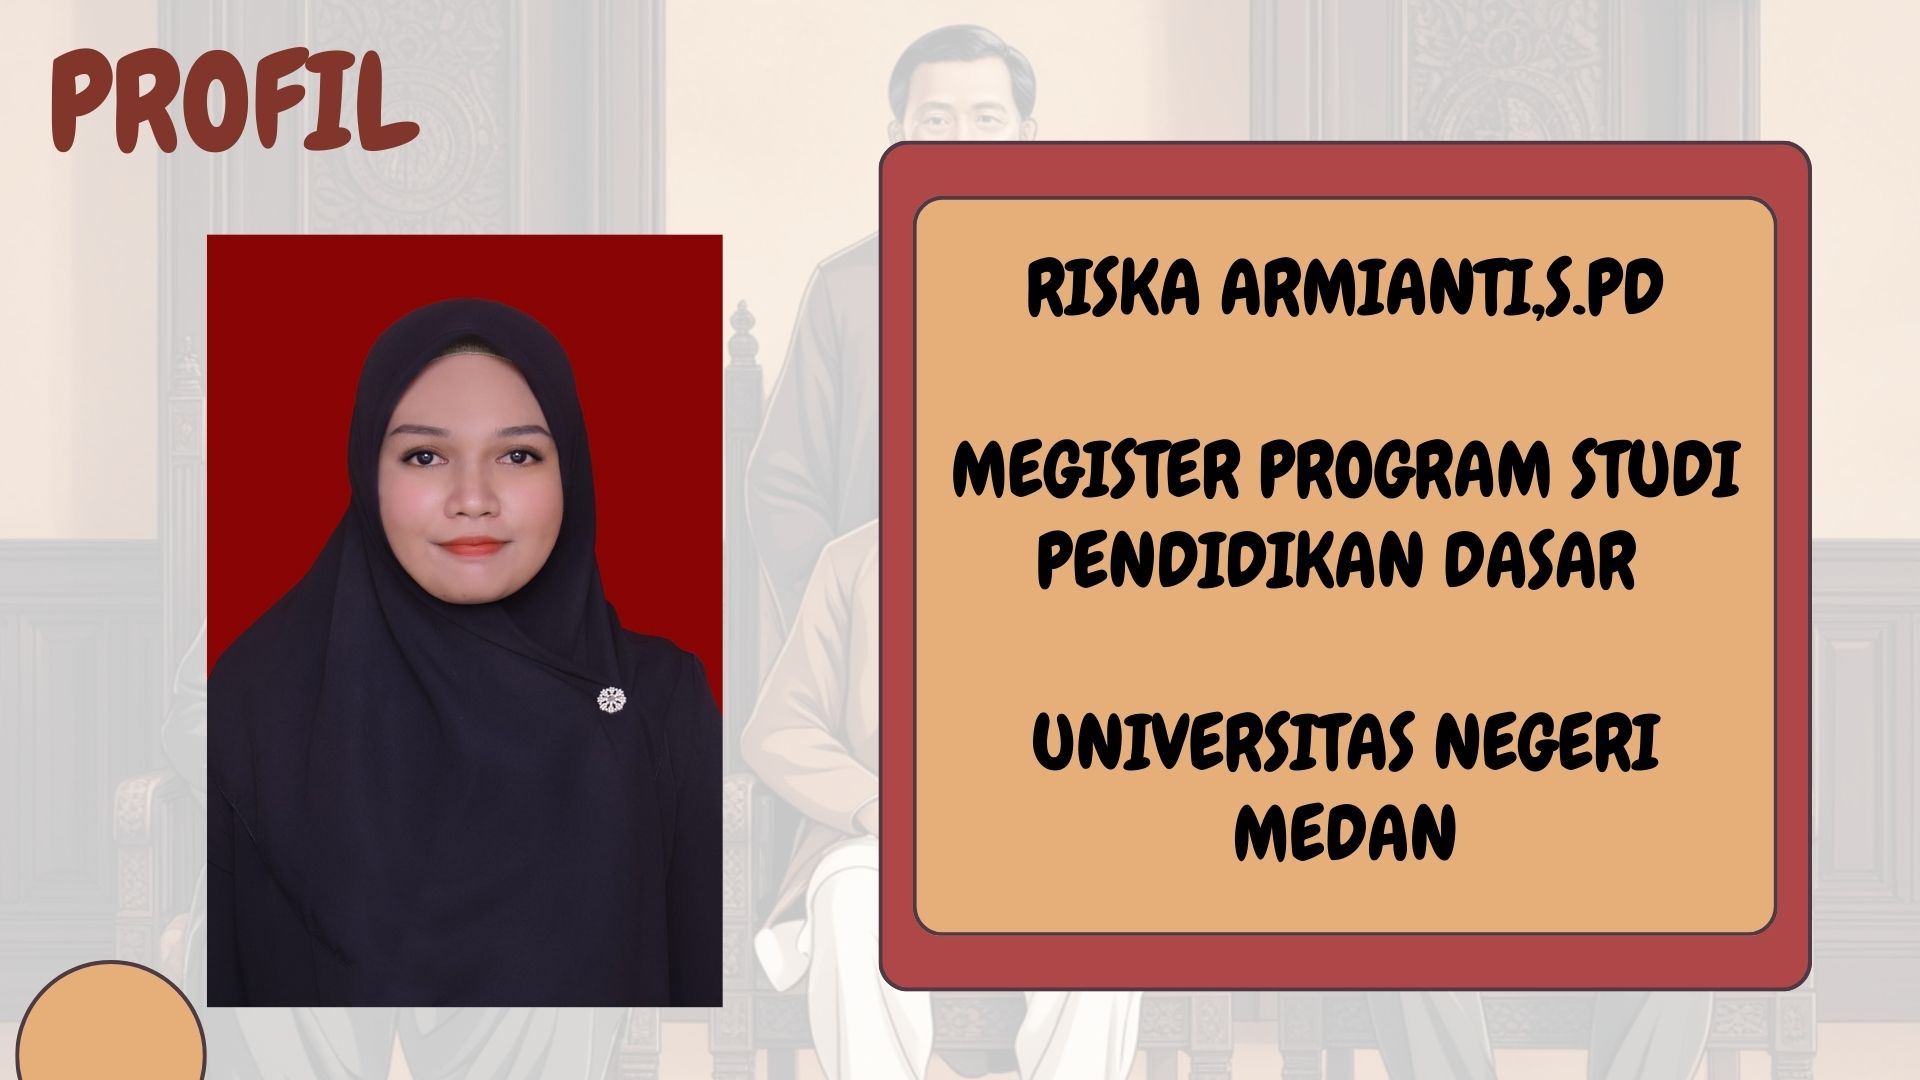 PROFIL
RISKA ARMIANTI,S.PD
MEGISTER PROGRAM STUDI
PENDIDIKAN DASAR
UNIVERSITAS NEGERI
MEDAN